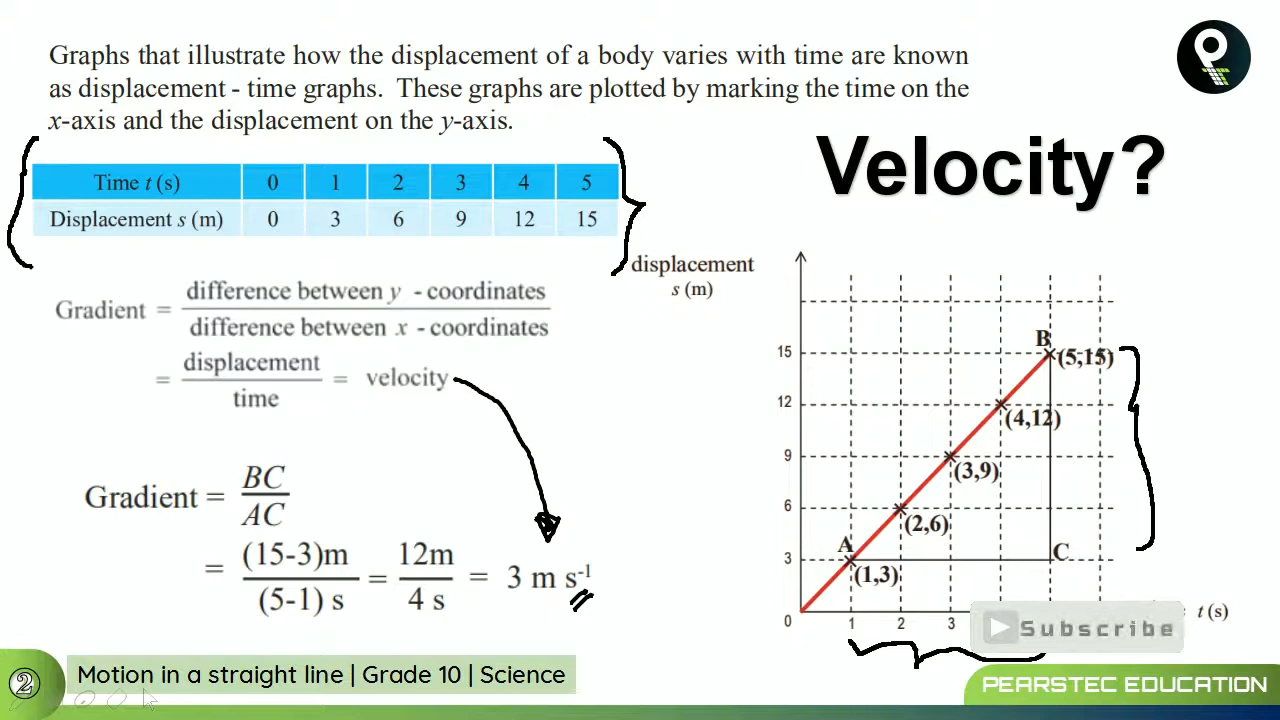 Graphs that illustrate how the displacement of a body varies with time are known
as displacement - time graphs. These graphs are plotted by marking the time on the
x-axis and the displacement on the y-axis.
Velocity?
Time t (s) 0 1 2 3 4 5
Displacement s (m) 0 3 6 9 12 15
Gradient = difference between y - coordinates / difference between x - coordinates
= displacement / time = velocity
Gradient = BC / AC
= (15-3)m / (5-1) s = 12m / 4 s = 3 m s-1
displacement
s (m)
15
12
9
6
3
0
1 2 3
t (s)
B
(5,15)
(4,12)
(3,9)
(2,6)
A
(1,3)
C
Subscribe
2
Motion in a straight line | Grade 10 | Science
PEARSTEC EDUCATION